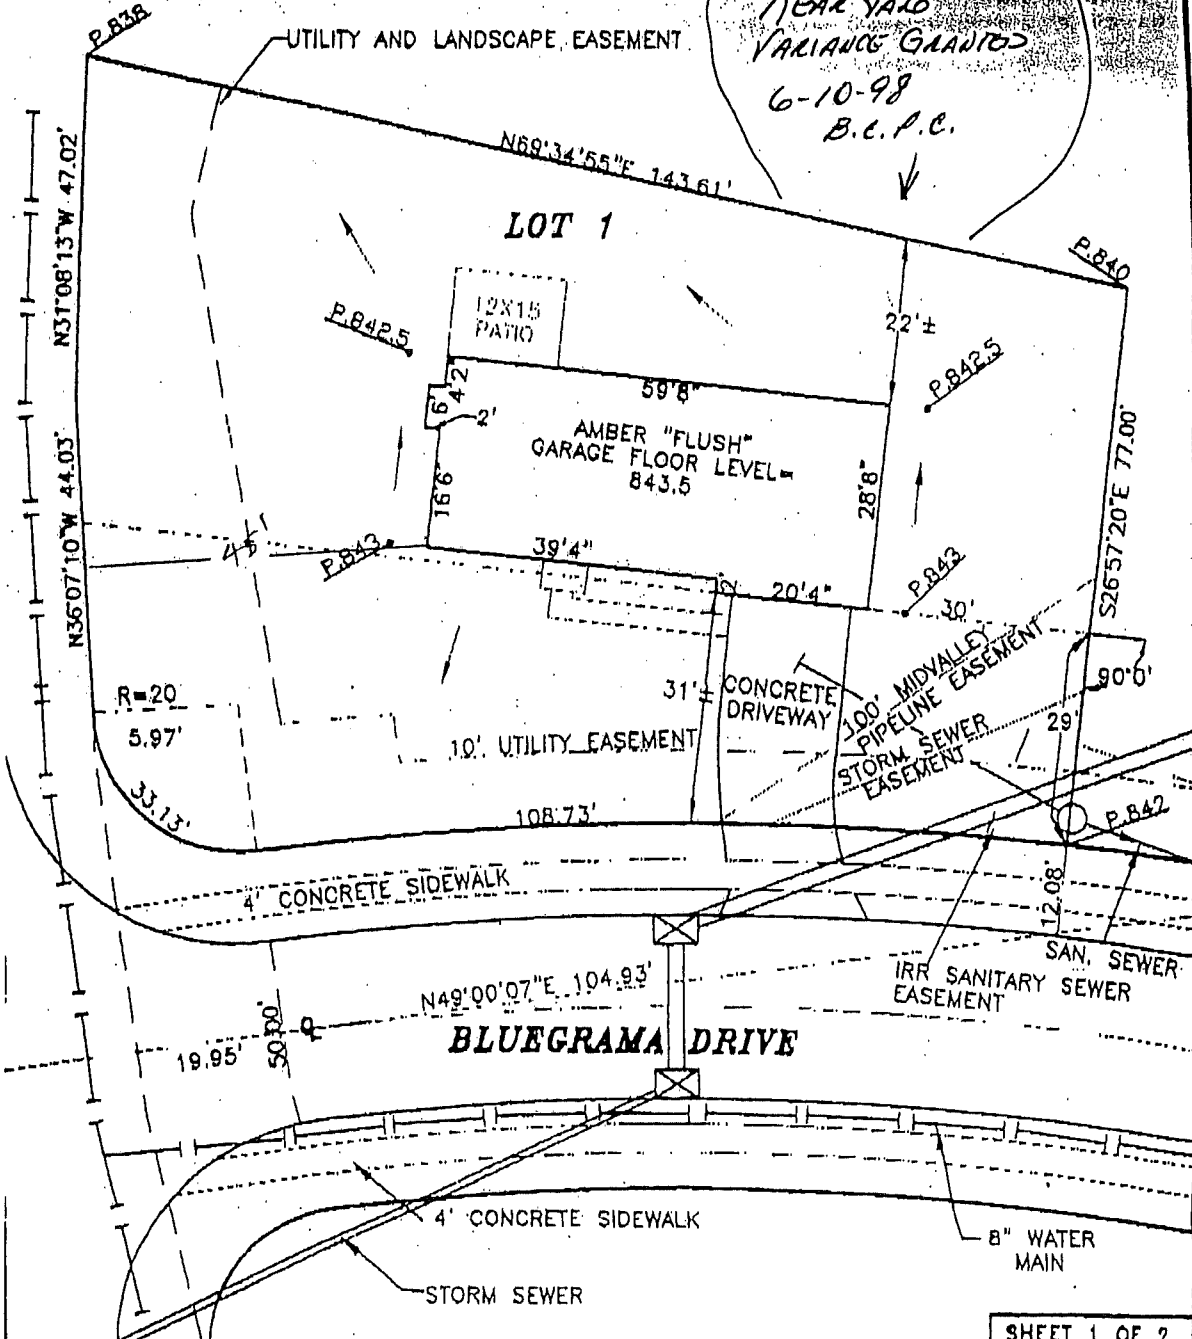 REAR YARD
VARIANCE GRANTED
6-10-98
B.C.P.C.
P.838
UTILITY AND LANDSCAPE EASEMENT
N69°34'55"E 143.61'
LOT 1
P.840
N31°08'13"W 47.02'
12X15
PATIO
P.842.5
22'±
P.842.5
59'8"
4'2"
6'
2'
AMBER "FLUSH"
GARAGE FLOOR LEVEL=
843.5
16'6"
28'8"
S26°57'20"E 77.00'
N36°07'10"W 44.03'
45'
P.843
39'4"
2'
20'4"
P.843
30'
100' MIDVALLEY
PIPELINE EASEMENT
90.0'
R=20
5.97'
31'±
CONCRETE
DRIVEWAY
29'
10' UTILITY EASEMENT
STORM SEWER
EASEMENT
33.13'
108.73'
P.842
4' CONCRETE SIDEWALK
12.08'
SAN. SEWER
IRR SANITARY SEWER
EASEMENT
N49°00'07"E 104.93'
50.00'
19.95'
BLUEGRAMA DRIVE
4' CONCRETE SIDEWALK
8" WATER
MAIN
STORM SEWER
SHEET 1 OF 2